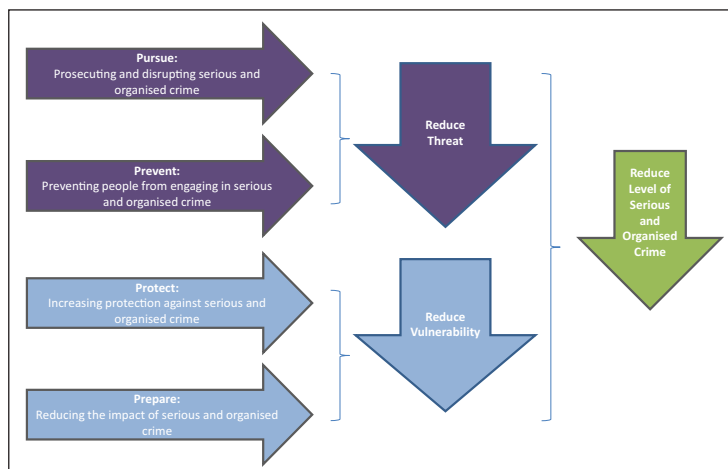 Pursue:
Prosecuting and disrupting serious and
organised crime
Prevent:
Preventing people from engaging in serious
and organised crime
Protect:
Increasing protection against serious and
organised crime
Prepare:
Reducing the impact of serious and organised
crime
Reduce
Threat
Reduce
Vulnerability
Reduce
Level of
Serious
and
Organised
Crime